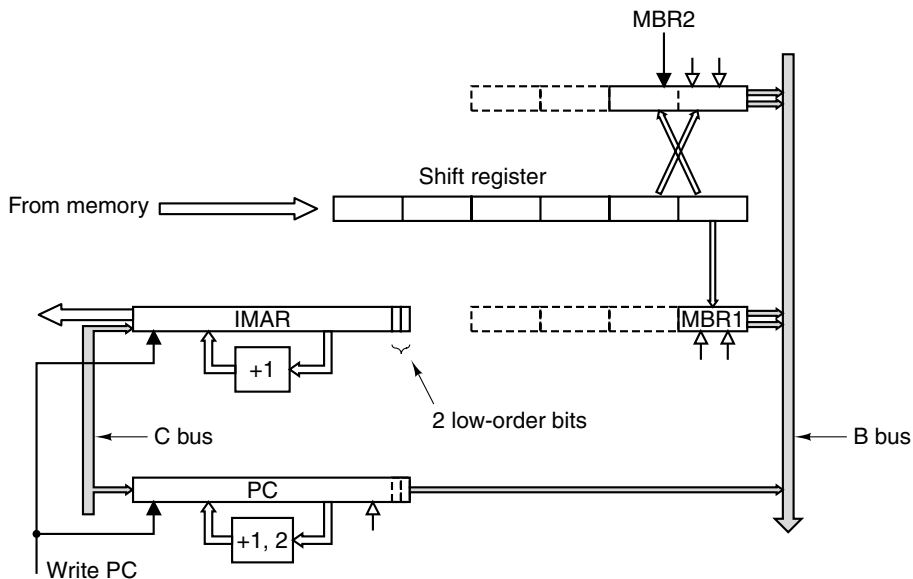 MBR2
Shift register
From memory
IMAR
MBR1
+1
2 low-order bits
C bus
B bus
PC
+1, 2
Write PC